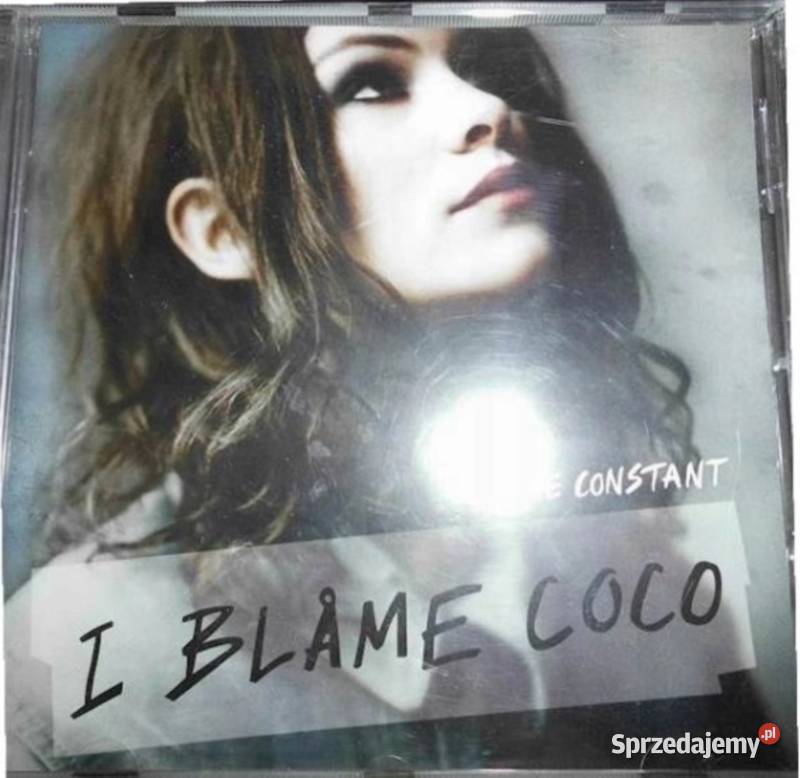 E CONSTANT
I BLÅME COCO
Sprzedajemy.pl